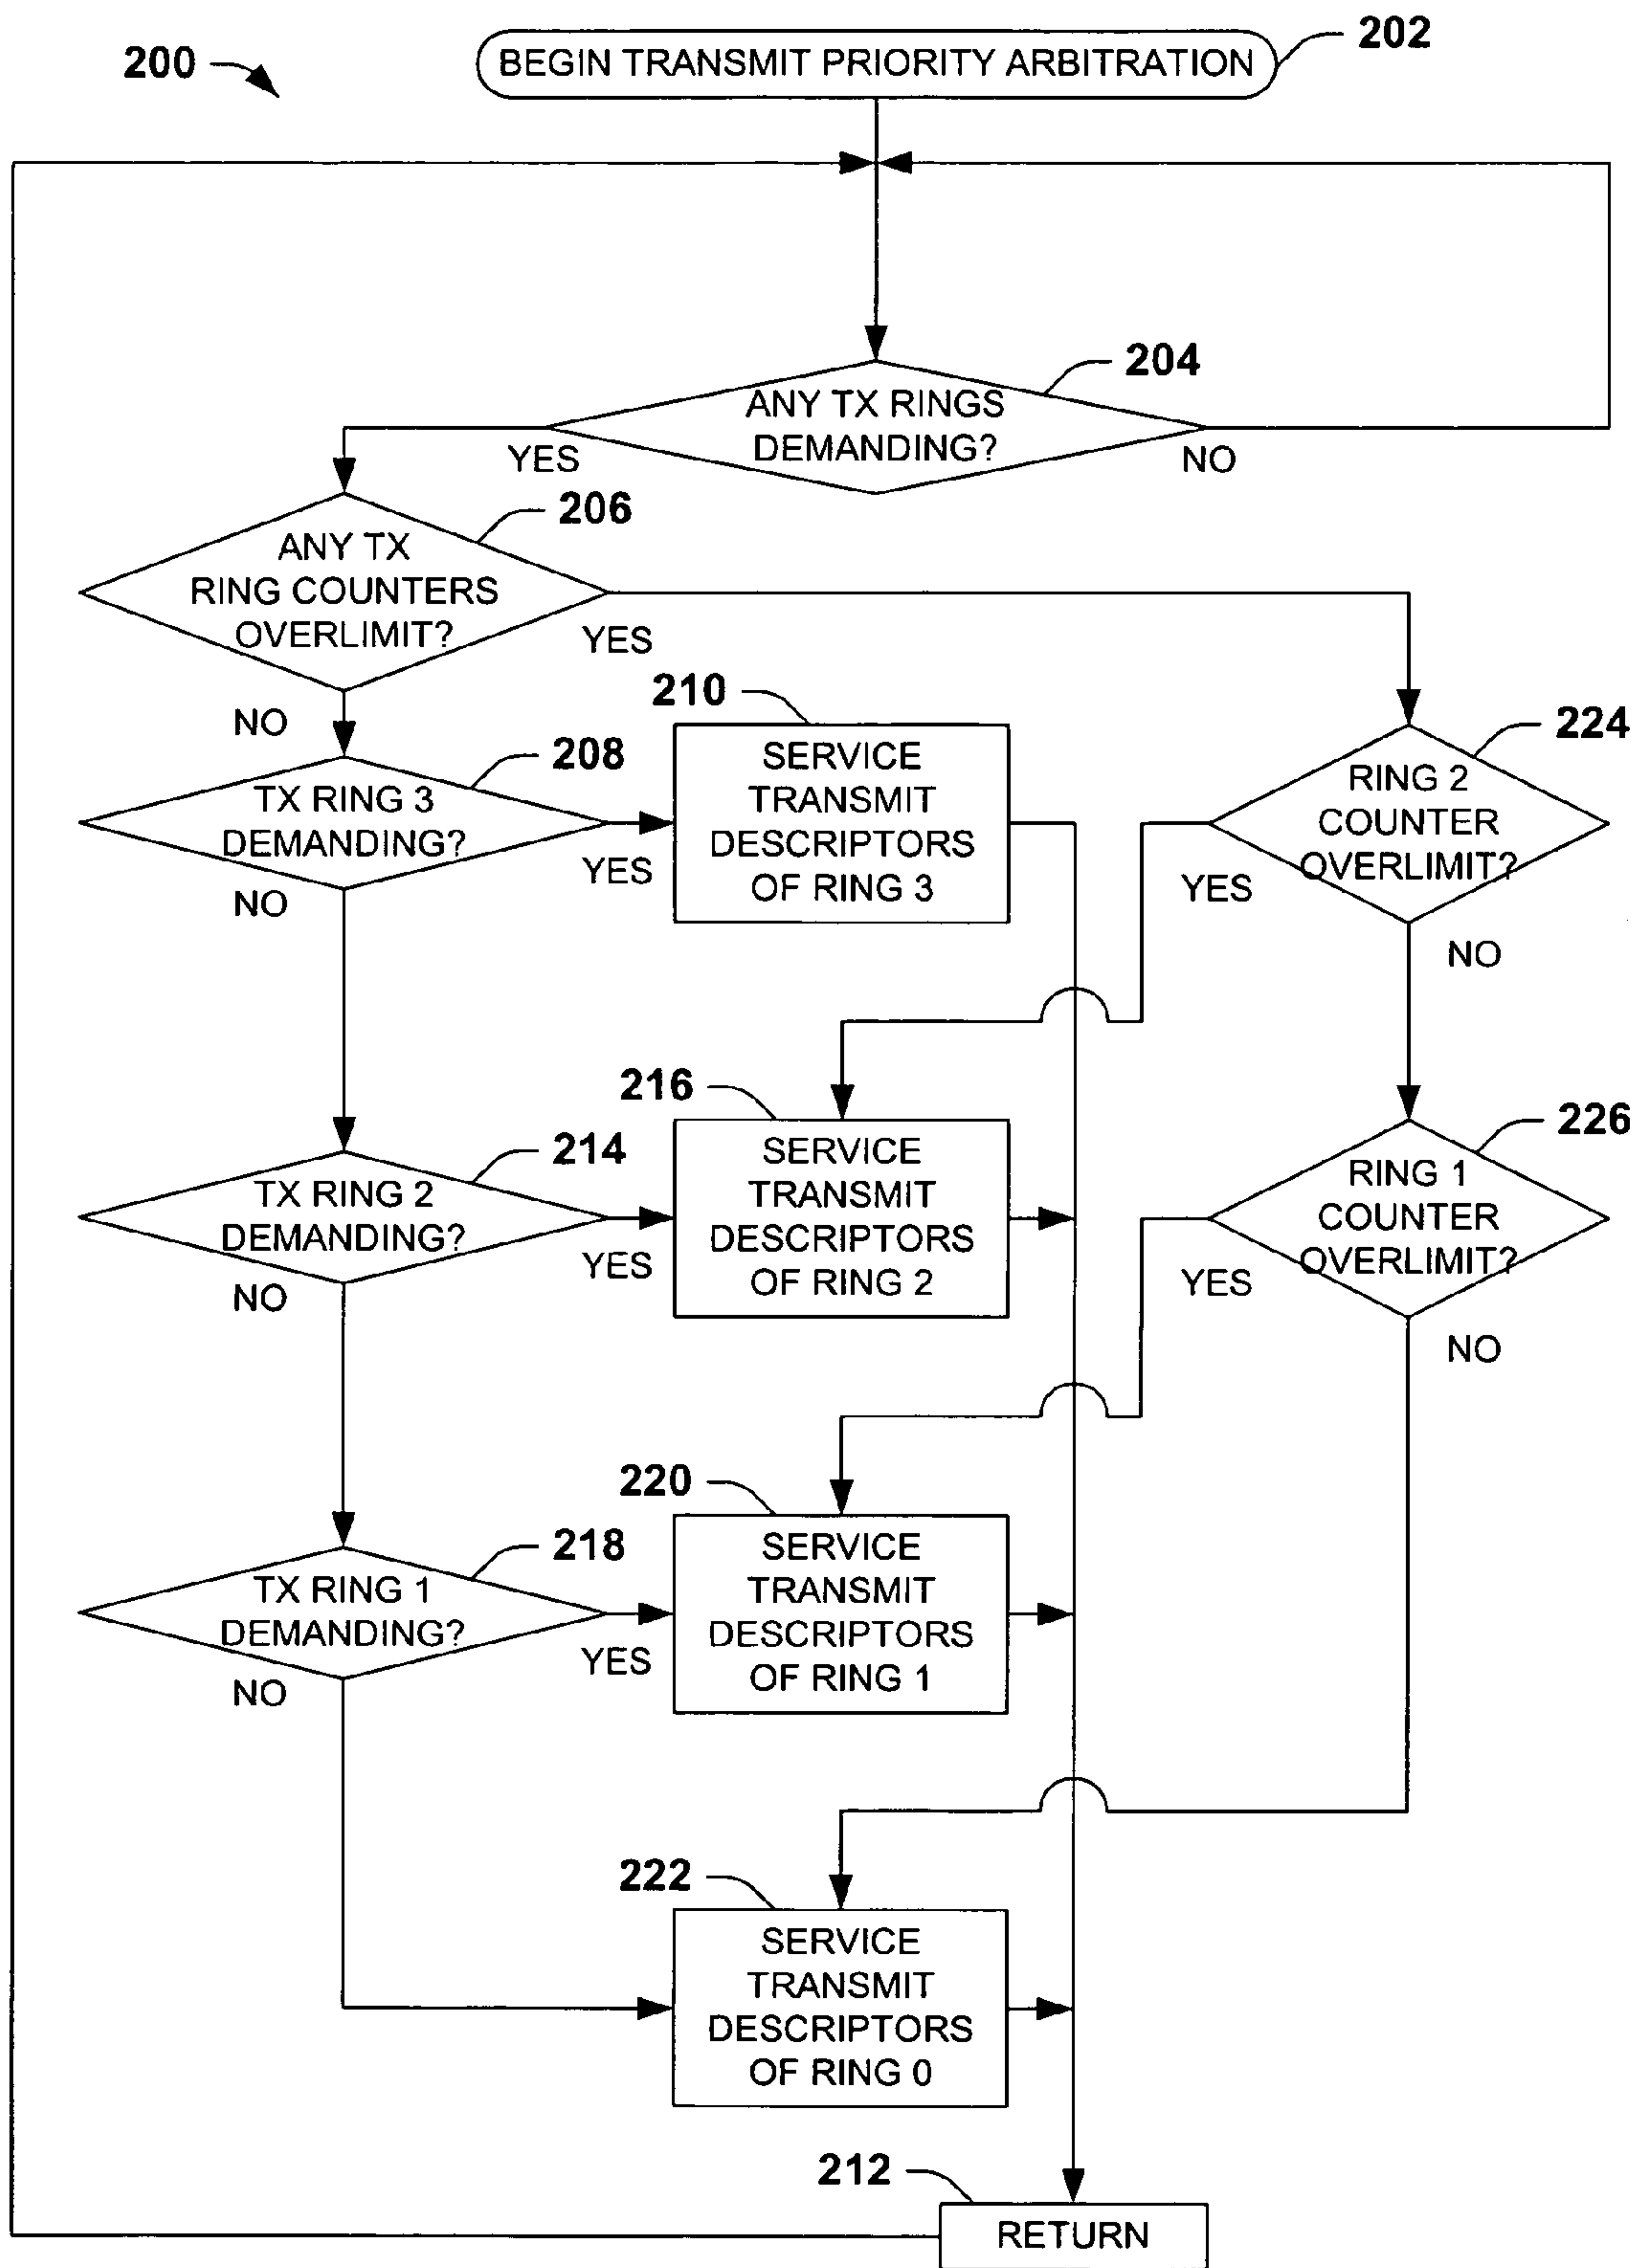 200
BEGIN TRANSMIT PRIORITY ARBITRATION
202
204
ANY TX RINGS
DEMANDING?
YES
NO
206
ANY TX
RING COUNTERS
OVERLIMIT?
YES
NO
208
TX RING 3
DEMANDING?
YES
NO
210
SERVICE
TRANSMIT
DESCRIPTORS
OF RING 3
224
RING 2
COUNTER
OVERLIMIT?
YES
NO
214
TX RING 2
DEMANDING?
YES
NO
216
SERVICE
TRANSMIT
DESCRIPTORS
OF RING 2
226
RING 1
COUNTER
OVERLIMIT?
YES
NO
218
TX RING 1
DEMANDING?
YES
NO
220
SERVICE
TRANSMIT
DESCRIPTORS
OF RING 1
222
SERVICE
TRANSMIT
DESCRIPTORS
OF RING 0
212
RETURN